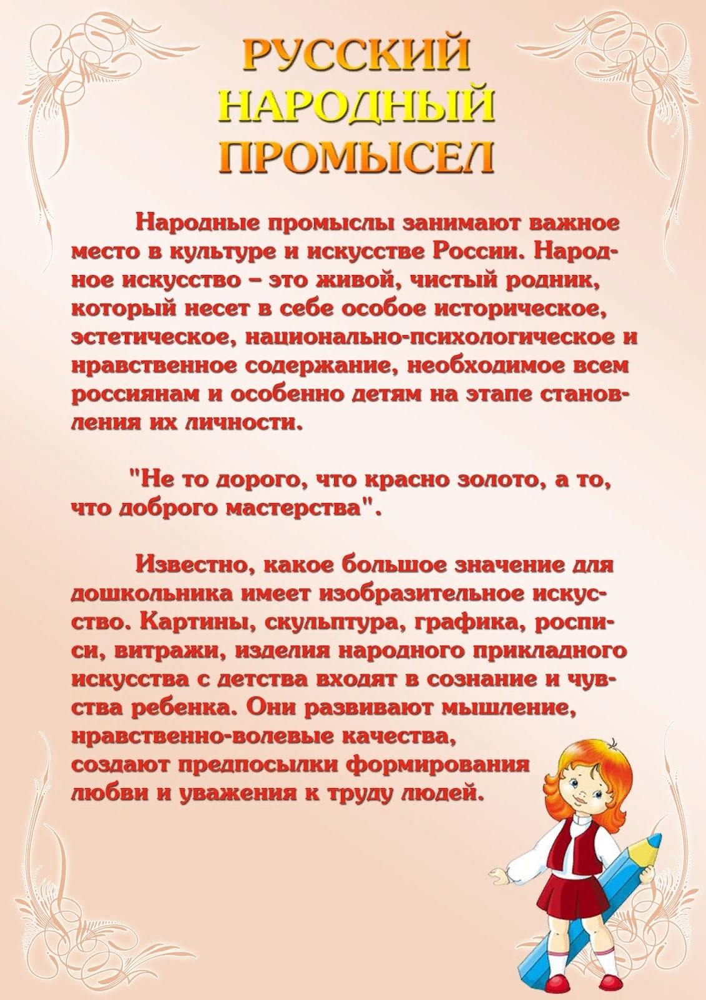 РУССКИЙ
НАРОДНЫЙ
ПРОМЫСЕЛ
Народные промыслы занимают важное
место в культуре и искусстве России. Народ-
ное искусство – это живой, чистый родник,
который несет в себе особое историческое,
эстетическое, национально-психологическое и
нравственное содержание, необходимое всем
россиянам и особенно детям на этапе станов-
ления их личности.
"Не то дорого, что красно золото, а то,
что доброго мастерства".
Известно, какое большое значение для
дошкольника имеет изобразительное искус-
ство. Картины, скульптура, графика, роспи-
си, витражи, изделия народного прикладного
искусства с детства входят в сознание и чув-
ства ребенка. Они развивают мышление,
нравственно-волевые качества,
создают предпосылки формирования
любви и уважения к труду людей.